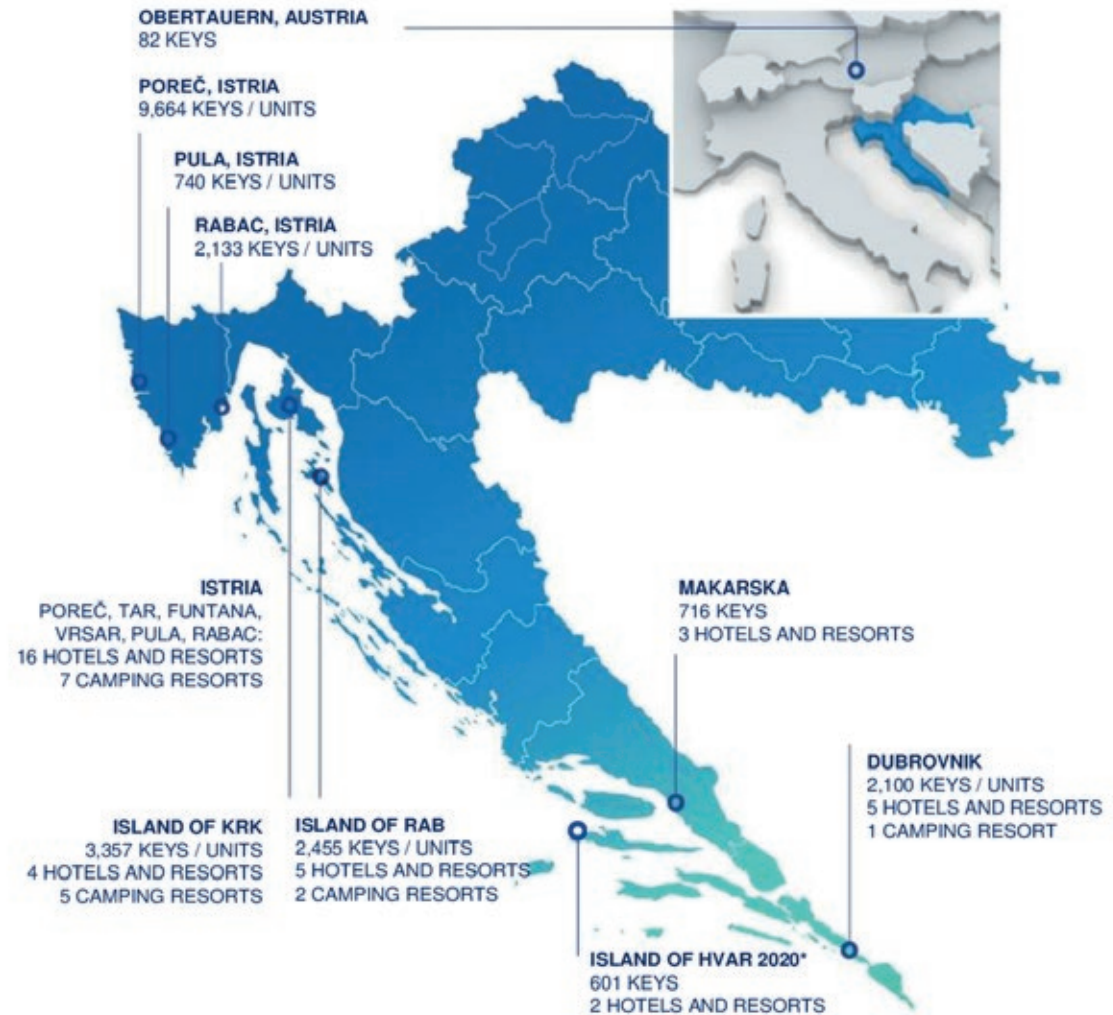 OBERTAUERN, AUSTRIA
82 KEYS
POREČ, ISTRIA
9,664 KEYS / UNITS
PULA, ISTRIA
740 KEYS / UNITS
RABAC, ISTRIA
2,133 KEYS / UNITS
ISTRIA
POREČ, TAR, FUNTANA,
VRSAR, PULA, RABAC:
16 HOTELS AND RESORTS
7 CAMPING RESORTS
MAKARSKA
716 KEYS
3 HOTELS AND RESORTS
DUBROVNIK
2,100 KEYS / UNITS
5 HOTELS AND RESORTS
1 CAMPING RESORT
ISLAND OF KRK
3,357 KEYS / UNITS
4 HOTELS AND RESORTS
5 CAMPING RESORTS
ISLAND OF RAB
2,455 KEYS / UNITS
5 HOTELS AND RESORTS
2 CAMPING RESORTS
ISLAND OF HVAR 2020*
601 KEYS
2 HOTELS AND RESORTS